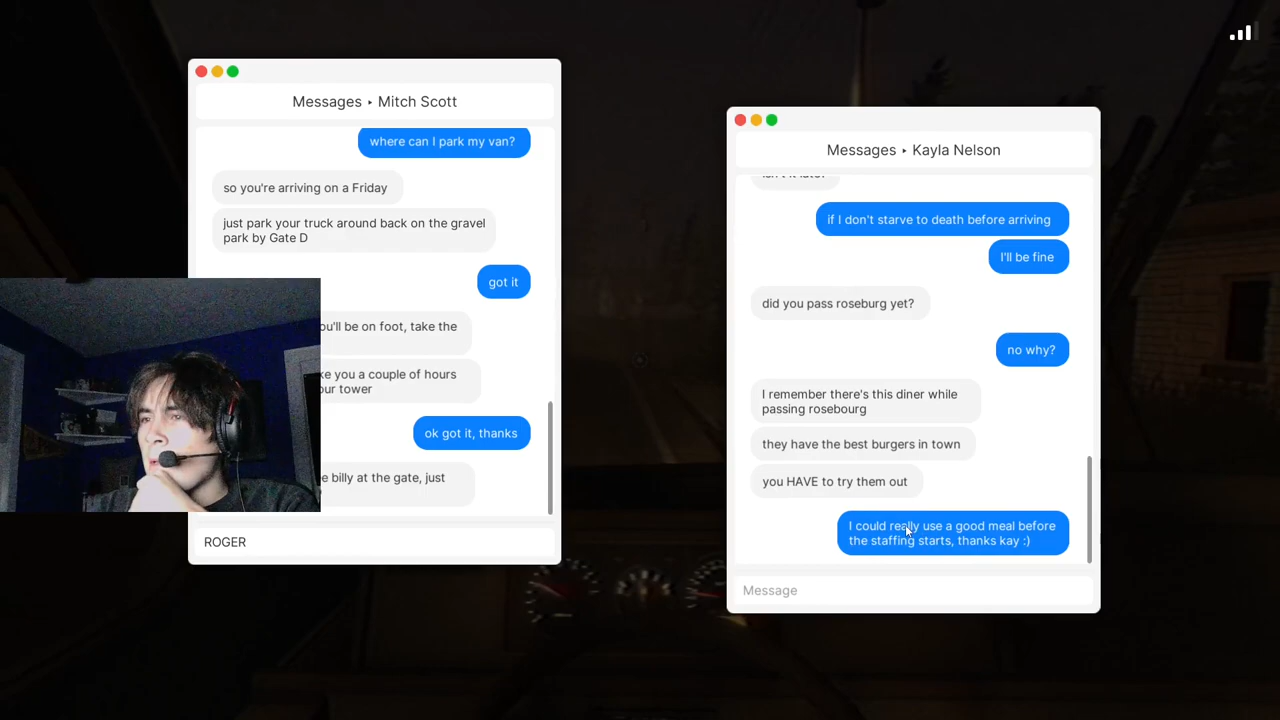 Messages ‣ Mitch Scott
where can I park my van?
so you're arriving on a Friday
just park your truck around back on the gravel
park by Gate D
got it
you'll be on foot, take the
you a couple of hours
tower
ok got it, thanks
billy at the gate, just
ROGER
Messages ‣ Kayla Nelson
if I don't starve to death before arriving
I'll be fine
did you pass roseburg yet?
no why?
I remember there's this diner while
passing rosebourg
they have the best burgers in town
you HAVE to try them out
I could really use a good meal before
the staffing starts, thanks kay :)
Message